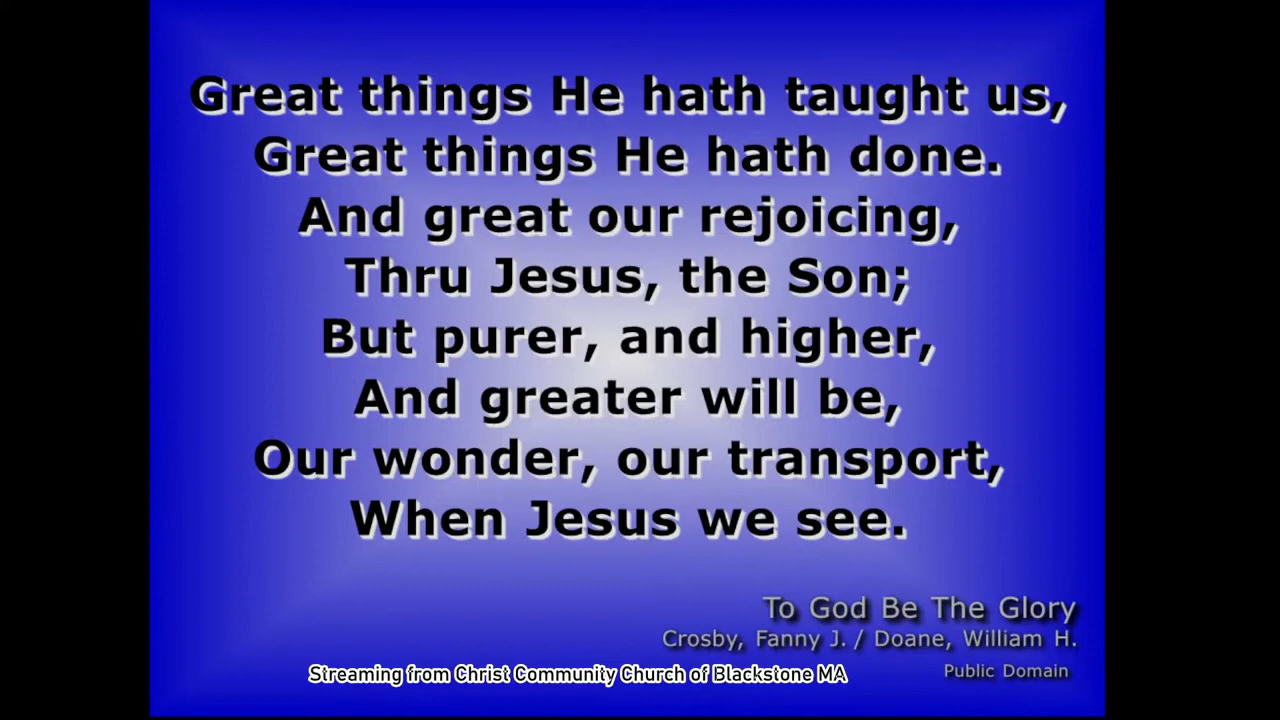 Great things He hath taught us,
Great things He hath done.
And great our rejoicing,
Thru Jesus, the Son;
But purer, and higher,
And greater will be,
Our wonder, our transport,
When Jesus we see.
To God Be The Glory
Crosby, Fanny J. / Doane, William H.
Streaming from Christ Community Church of Blackstone MA
Public Domain